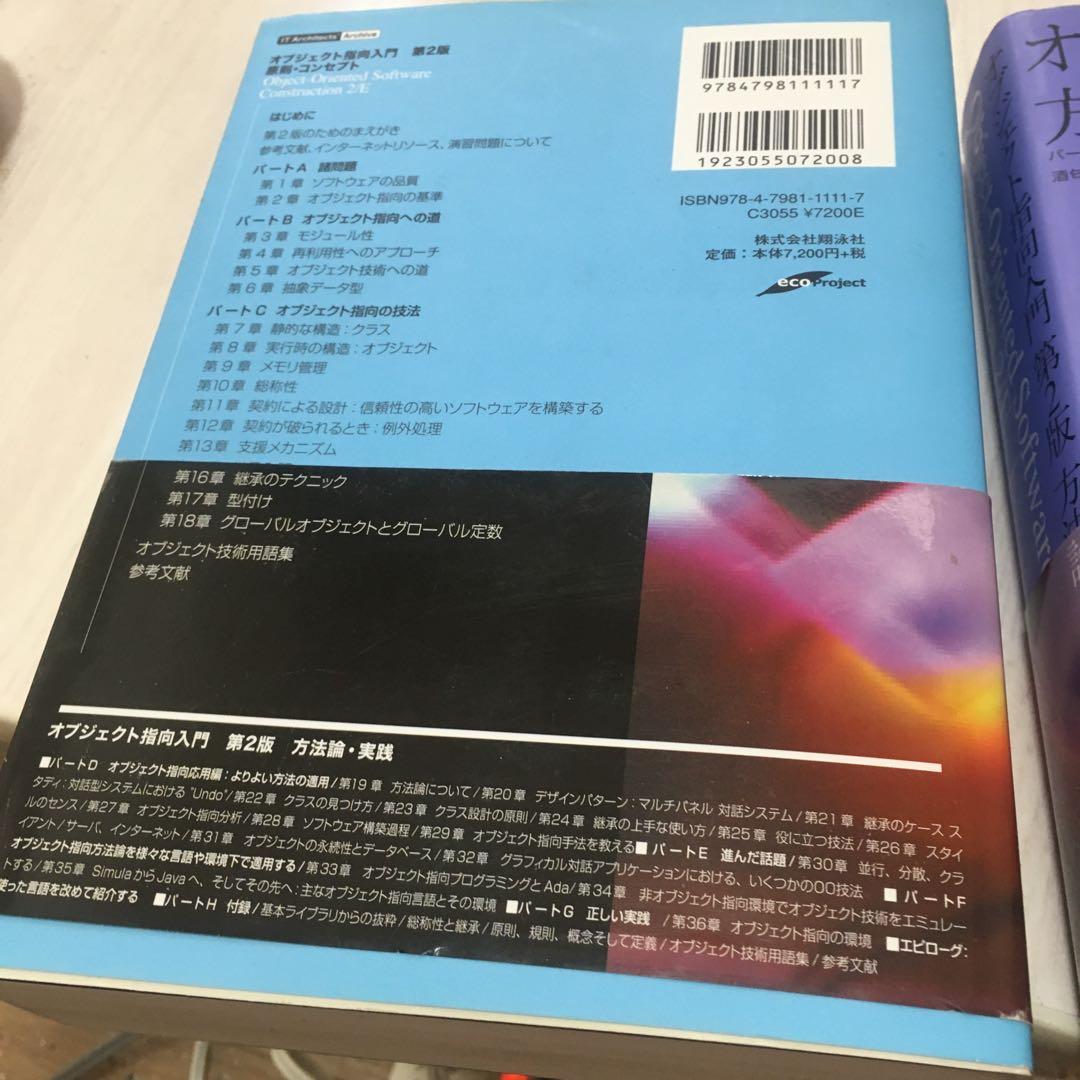 IT Architects' Archive
オブジェクト指向入門 第2版
原則・コンセプト
Object-Oriented Software
Construction 2/E
はじめに
第2版のためのまえがき
参考文献、インターネットリソース、演習問題について
パートA 諸問題
第1章 ソフトウェアの品質
第2章 オブジェクト指向の基準
パートB オブジェクト指向への道
第3章 モジュール性
第4章 再利用性へのアプローチ
第5章 オブジェクト技術への道
第6章 抽象データ型
パートC オブジェクト指向の技法
第7章 静的な構造:クラス
第8章 実行時の構造:オブジェクト
第9章 メモリ管理
第10章 総称性
第11章 契約による設計:信頼性の高いソフトウェアを構築する
第12章 契約が破られるとき:例外処理
第13章 支援メカニズム
第16章 継承のテクニック
第17章 型付け
第18章 グローバルオブジェクトとグローバル定数
オブジェクト技術用語集
参考文献
9784798111117
1923055072008
ISBN978-4-7981-1111-7
C3055 ¥7200E
株式会社翔泳社
定価:本体7,200円+税
ecoProject
オブジェクト指向入門 第2版 方法論・実践
■パートD オブジェクト指向応用編:よりよい方法の適用/第19章 方法論について/第20章 デザインパターン:マルチパネル 対話システム/第21章 継承のケース ス
タディ:対話型システムにおける "Undo"/第22章 クラスの見つけ方/第23章 クラス設計の原則/第24章 継承の上手な使い方/第25章 役に立つ技法/第26章 スタイ
ルのセンス/第27章 オブジェクト指向分析/第28章 ソフトウェア構築過程/第29章 オブジェクト指向手法を教える■パートE 進んだ話題/第30章 並行、分散、クラ
イアント/サーバ、インターネット/第31章 オブジェクトの永続性とデータベース/第32章 グラフィカル対話アプリケーションにおける、いくつかのOO技法 ■パートF
オブジェクト指向方法論を様々な言語や環境下で適用する/第33章 オブジェクト指向プログラミングとAda/第34章 非オブジェクト指向環境でオブジェクト技術をエミュレー
トする/第35章 SimulaからJavaへ、そしてその先へ:主なオブジェクト指向言語とその環境 ■パートG 正しい実践 /第36章 オブジェクト指向の環境 ■エピローグ:
使った言語を改めて紹介する ■パートH 付録/基本ライブラリからの抜粋/総称性と継承/原則、規則、概念そして定義/オブジェクト技術用語集/参考文献
オブジェクト指向入門 第2版 方法